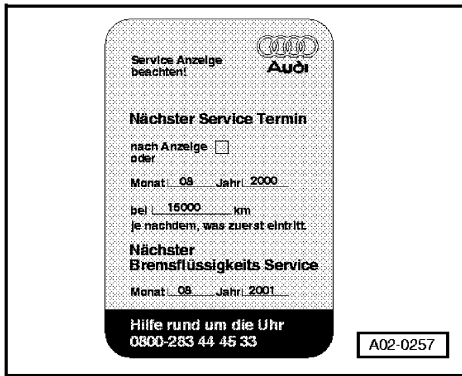 Audi
Service Anzeige
beachten!
Nächster Service Termin
nach Anzeige
oder
Monat 08 Jahr 2000
bei 15000 km
je nachdem, was zuerst eintritt.
Nächster
Bremsflüssigkeits Service
Monat 08 Jahr 2001
Hilfe rund um die Uhr
0800-283 44 45 33
A02-0257